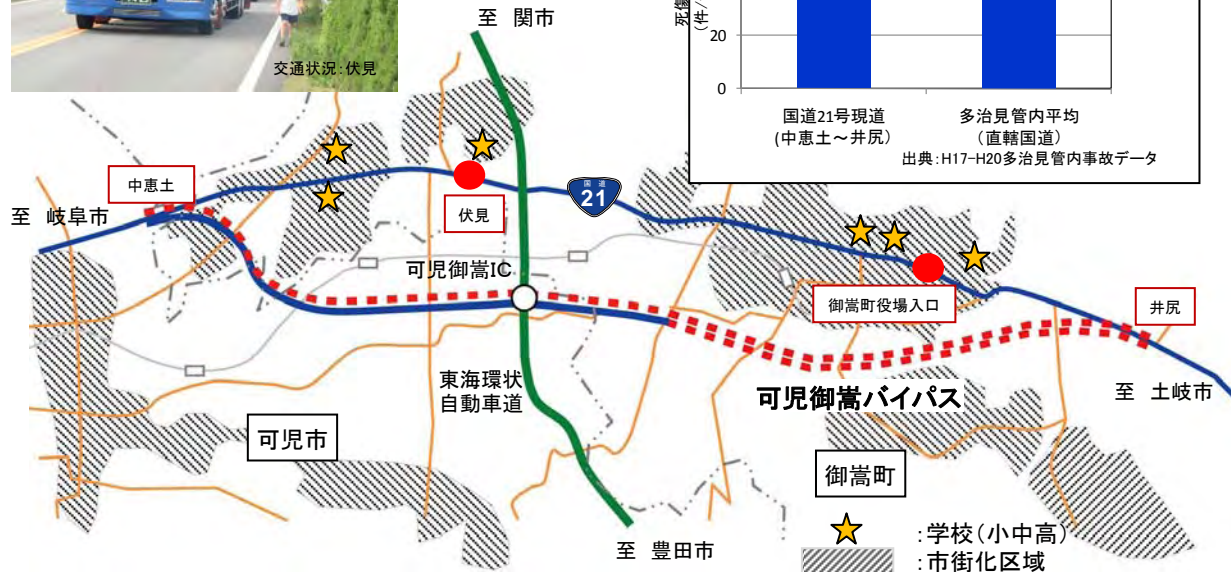 交通状況:伏見
死傷
(件/
20
0
国道21号現道
(中恵土～井尻)
多治見管内平均
(直轄国道)
出典:H17-H20多治見管内事故データ
至 関市
中恵土
至 岐阜市
伏見
国道
21
可児御嵩IC
御嵩町役場入口
井尻
東海環状
自動車道
可児御嵩バイパス
至 土岐市
可児市
御嵩町
至 豊田市
:学校(小中高)
:市街化区域